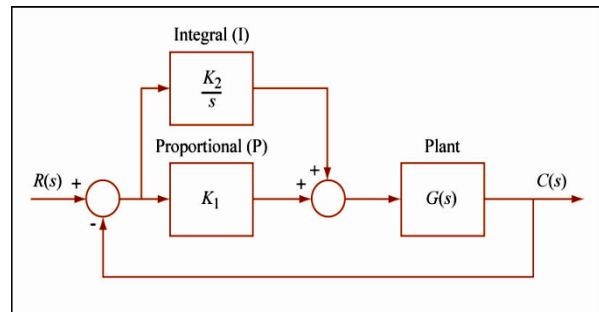 Integral (I)
K₂
s
Proportional (P)
Plant
R(s) +
K₁
+
+
G(s)
C(s)
-